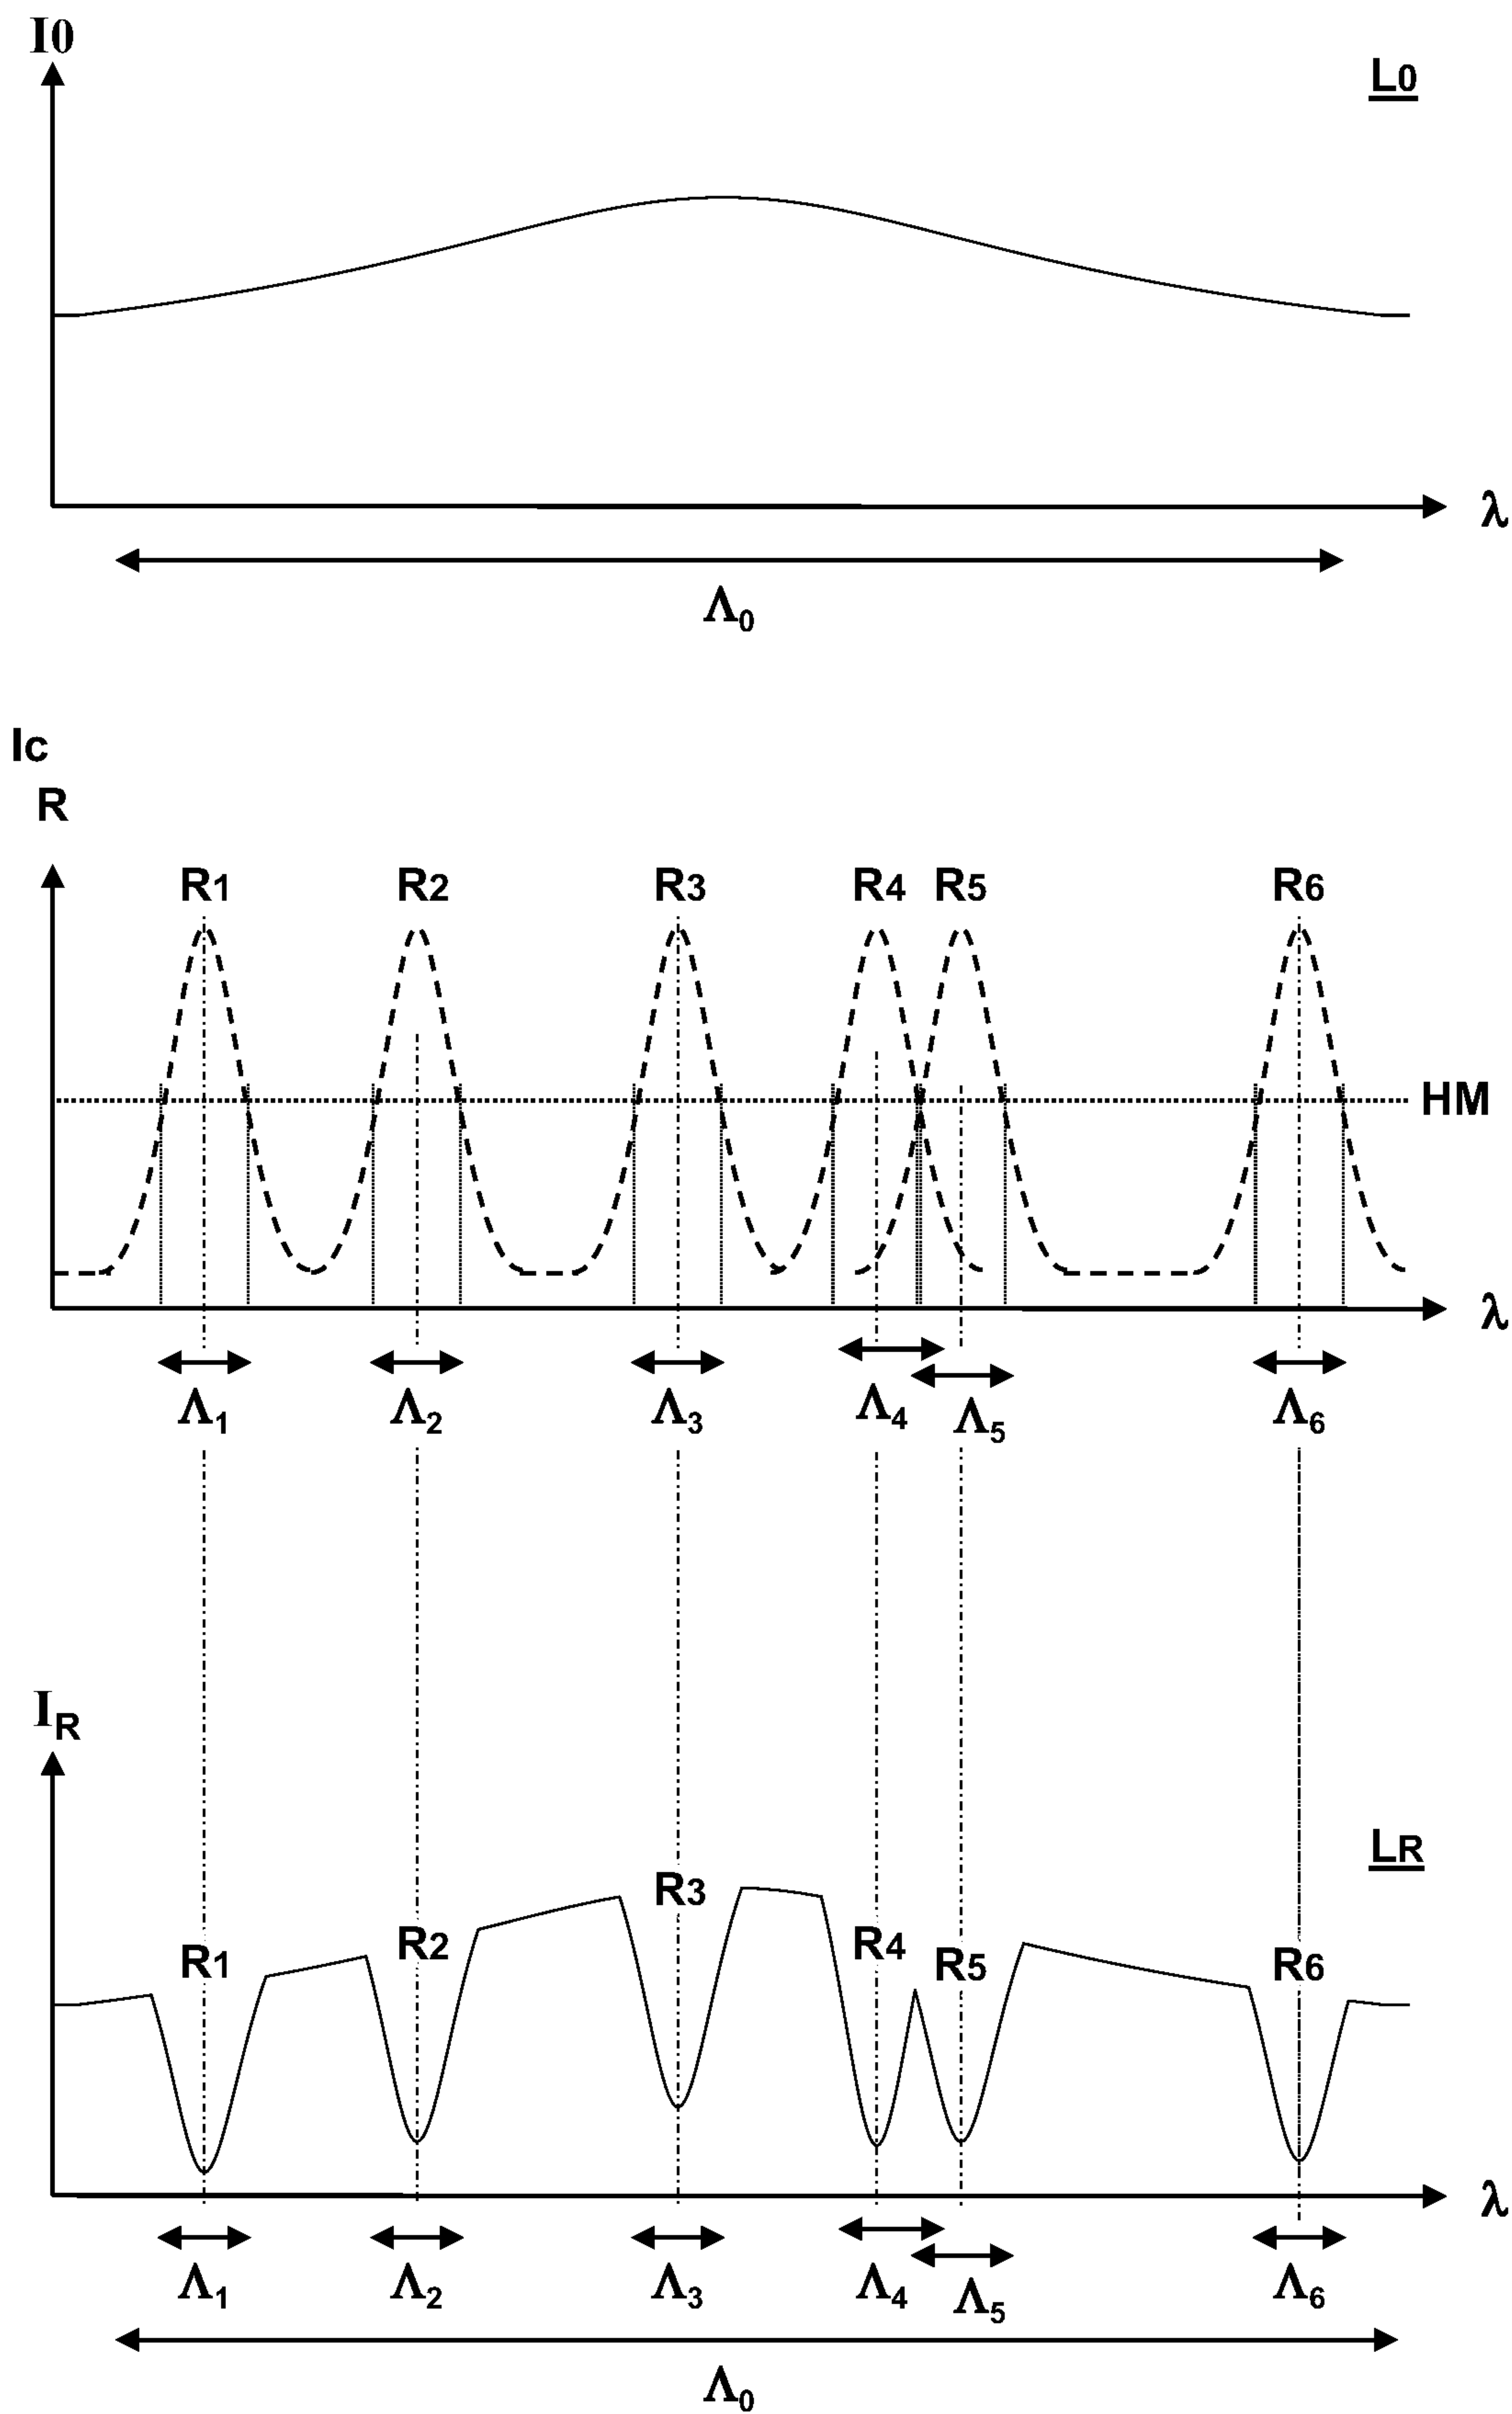 I0
L0
λ
Λ0
Ic
R
R1 R2 R3 R4 R5 R6
HM
λ
Λ1 Λ2 Λ3 Λ4 Λ5 Λ6
IR
LR
R3
R1 R2 R4 R5 R6
λ
Λ1 Λ2 Λ3 Λ4 Λ5 Λ6
Λ0